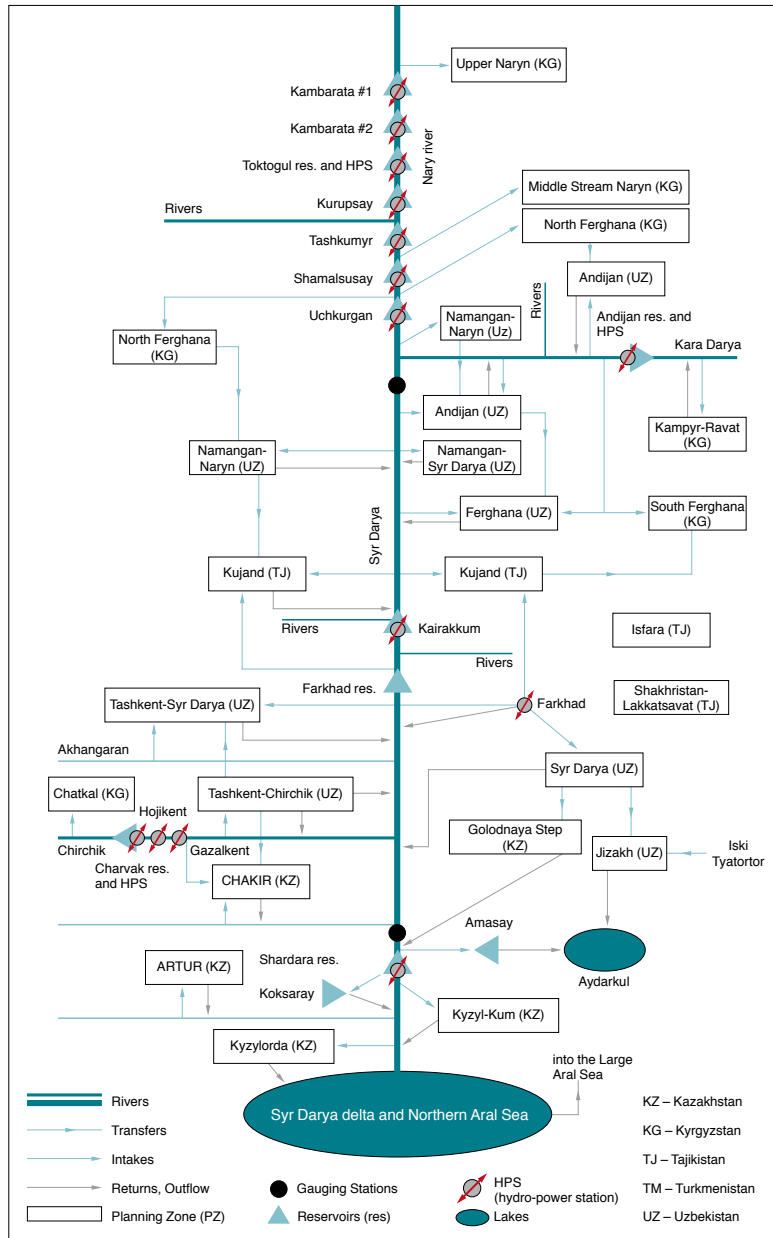 Upper Naryn (KG)
Kambarata #1
Kambarata #2
Nary river
Toktogul res. and HPS
Middle Stream Naryn (KG)
Kurupsay
Rivers
North Ferghana (KG)
Tashkumyr
Shamalsusay
Andijan (UZ)
Uchkurgan
Namangan-
Naryn (Uz)
Rivers
Andijan res. and
HPS
North Ferghana
(KG)
Kara Darya
Andijan (UZ)
Kampyr-Ravat
(KG)
Namangan-
Naryn (UZ)
Namangan-
Syr Darya (UZ)
Syr Darya
Ferghana (UZ)
South Ferghana
(KG)
Kujand (TJ)
Kujand (TJ)
Rivers
Kairakkum
Isfara (TJ)
Rivers
Farkhad res.
Shakhristan-
Lakkatsavat (TJ)
Tashkent-Syr Darya (UZ)
Farkhad
Akhangaran
Syr Darya (UZ)
Chatkal (KG)
Tashkent-Chirchik (UZ)
Hojikent
Golodnaya Step
(KZ)
Chirchik
Gazalkent
Jizakh (UZ)
Iski
Tyatortor
Charvak res.
and HPS
CHAKIR (KZ)
Amasay
Shardara res.
ARTUR (KZ)
Aydarkul
Koksaray
Kyzyl-Kum (KZ)
Kyzylorda (KZ)
into the Large
Aral Sea
Syr Darya delta and Northern Aral Sea
Rivers
Transfers
Intakes
Returns, Outflow
Planning Zone (PZ)
Gauging Stations
Reservoirs (res)
HPS
(hydro-power station)
Lakes
KZ – Kazakhstan
KG – Kyrgyzstan
TJ – Tajikistan
TM – Turkmenistan
UZ – Uzbekistan